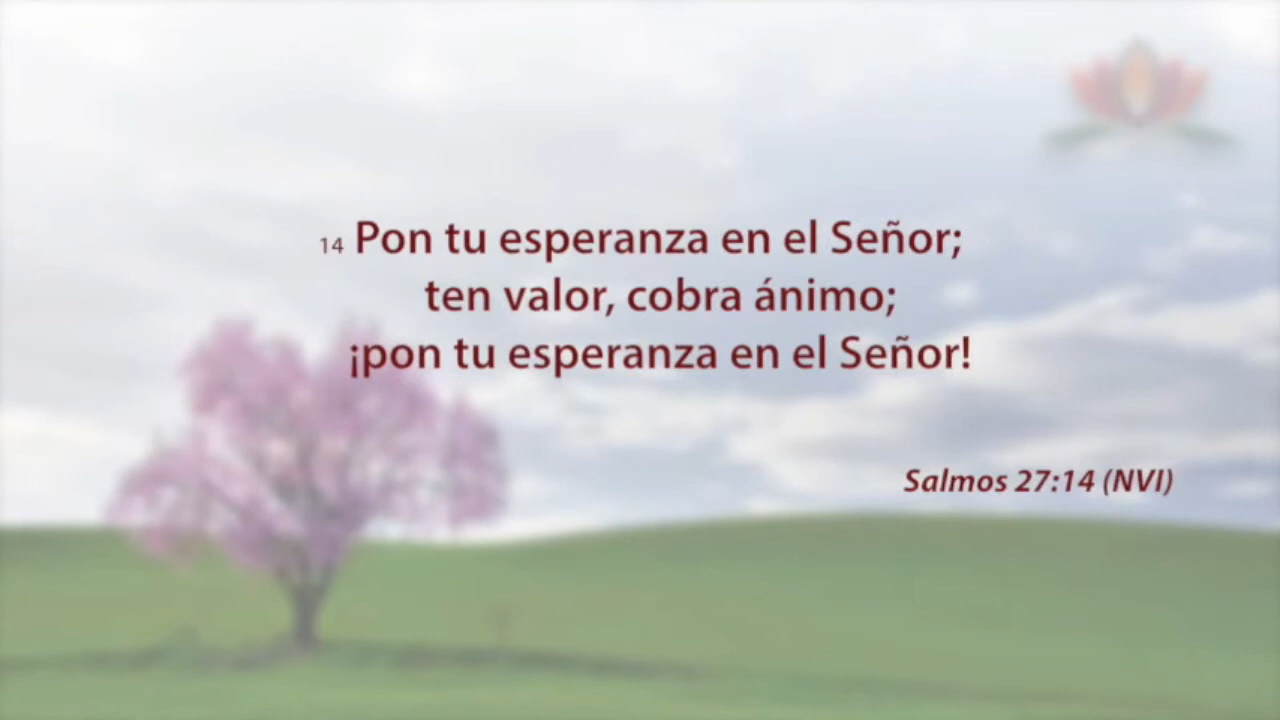 14 Pon tu esperanza en el Señor;
ten valor, cobra ánimo;
¡pon tu esperanza en el Señor!
Salmos 27:14 (NVI)